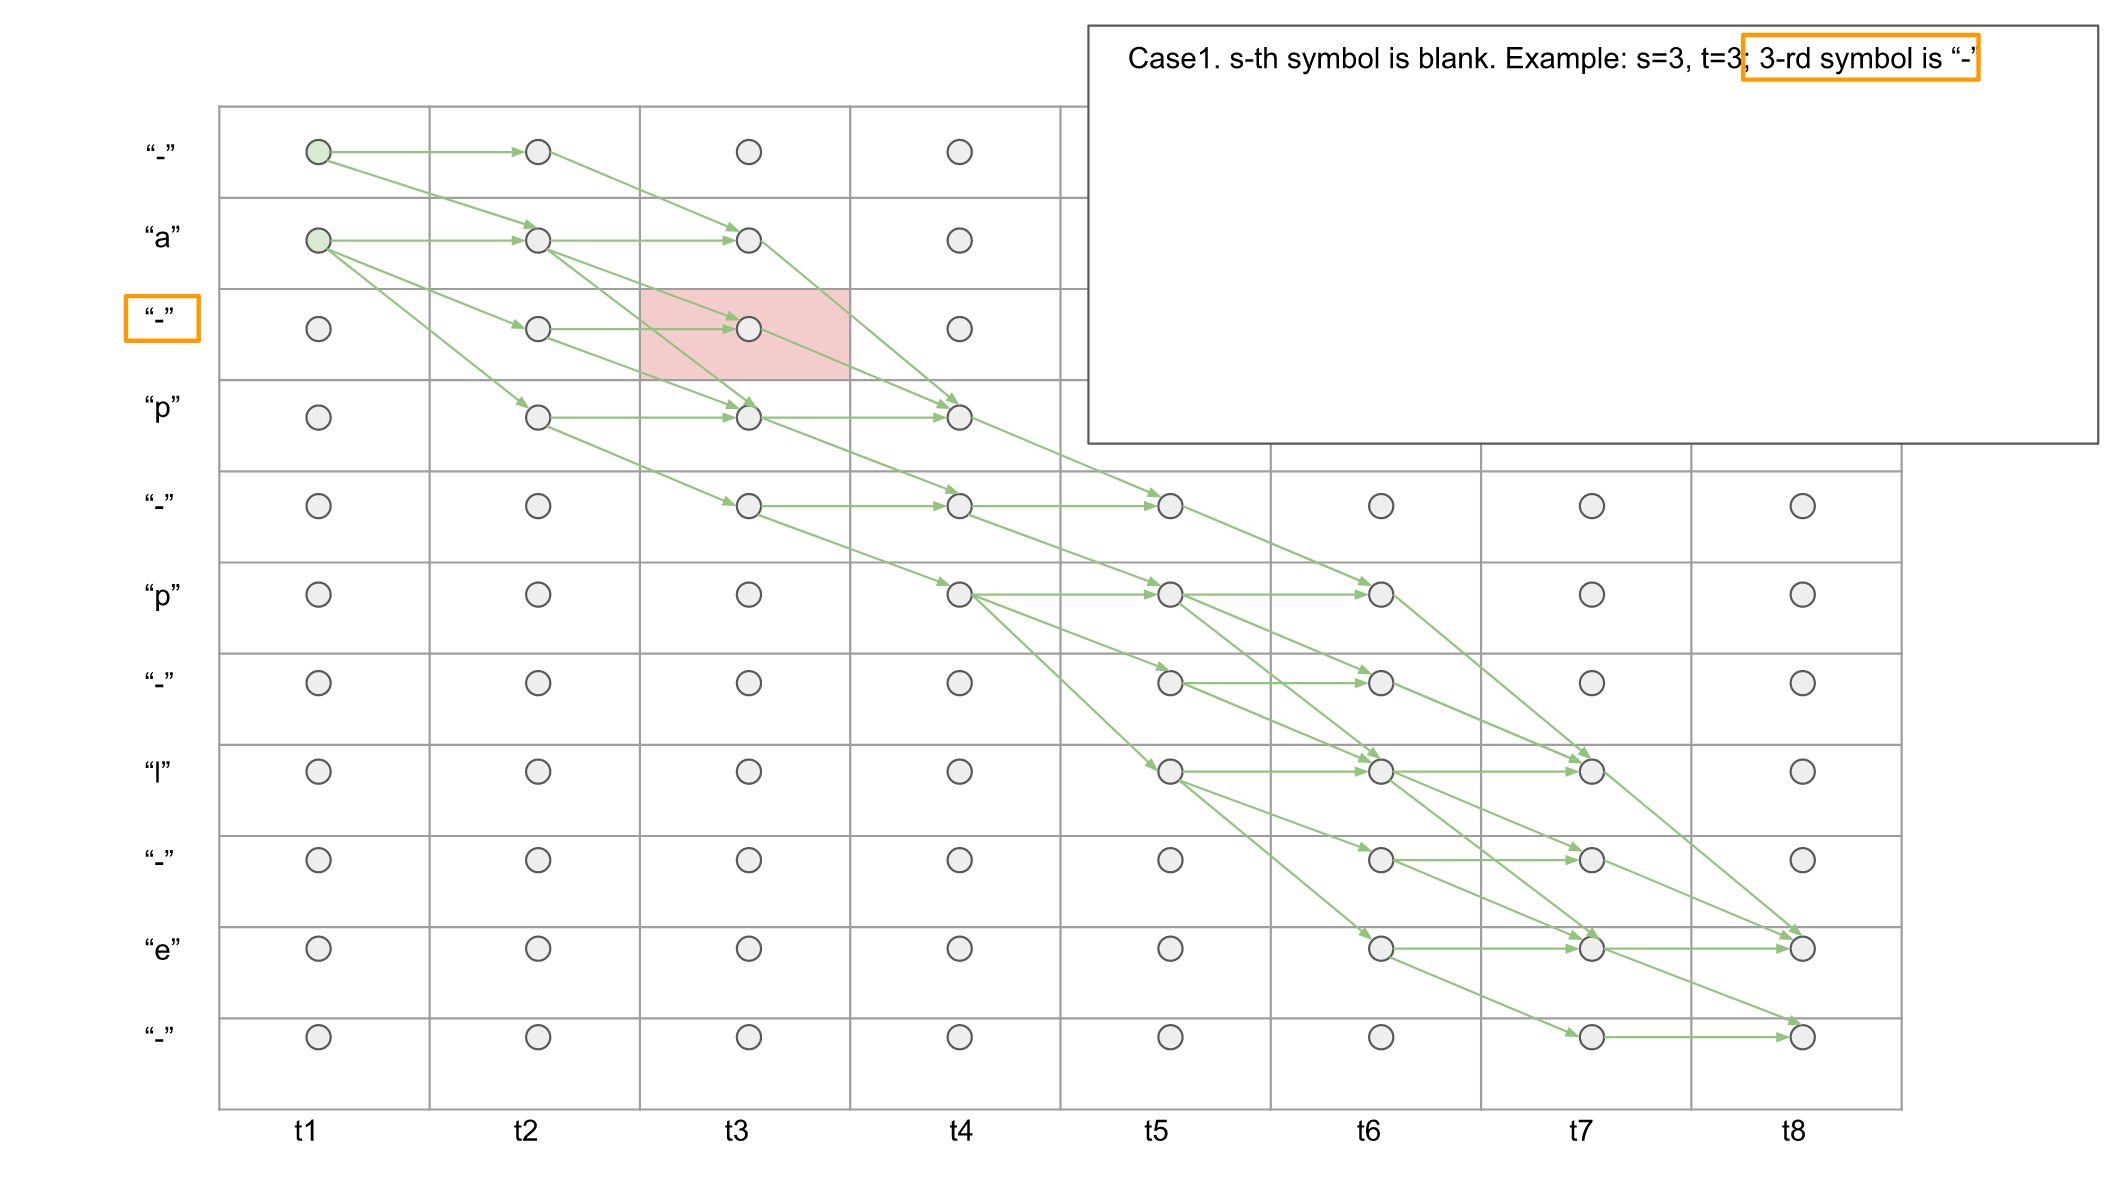 Case1. s-th symbol is blank. Example: s=3, t=3; 3-rd symbol is “-”
“-”
“a”
“-”
“p”
“-”
“p”
“-”
“l”
“-”
“e”
“-”
t1 t2 t3 t4 t5 t6 t7 t8